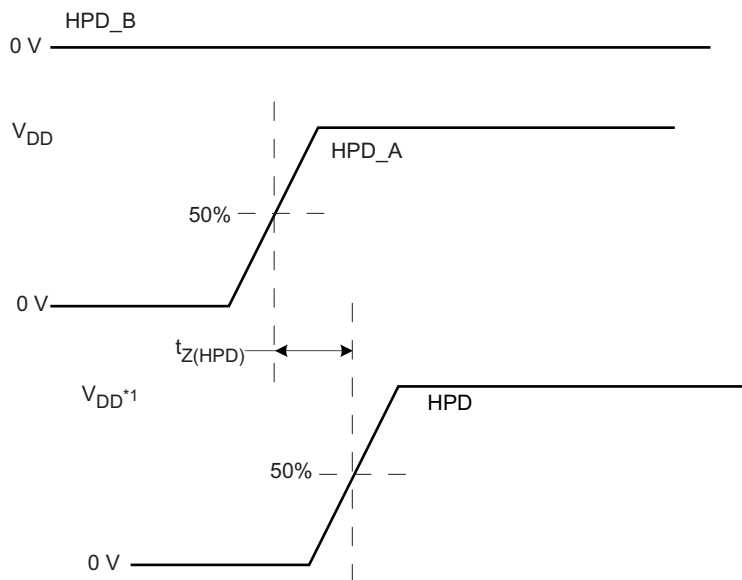 HPD_B
0 V
VDD
HPD_A
50%
0 V
tZ(HPD)
VDD*1
HPD
50%
0 V